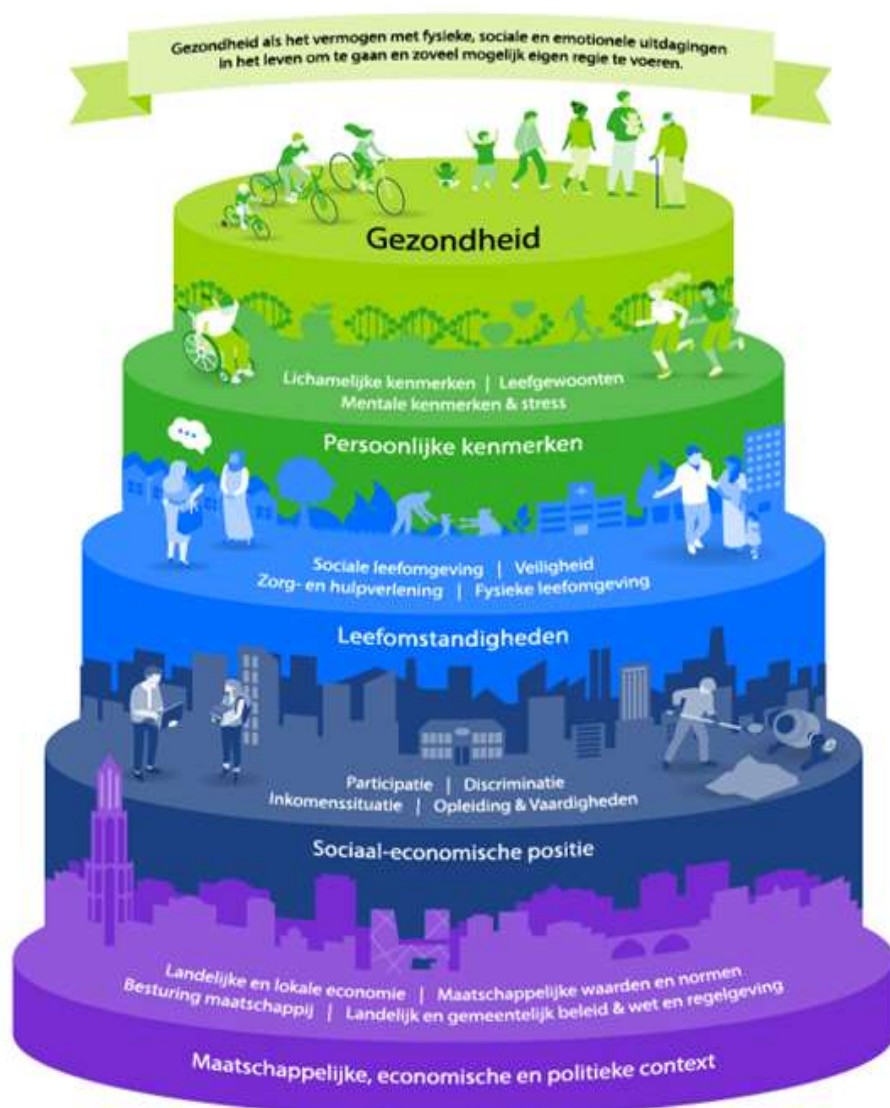 Gezondheid als het vermogen met fysieke, sociale en emotionele uitdagingen
in het leven om te gaan en zoveel mogelijk eigen regie te voeren.
Gezondheid
Lichamelijke kenmerken | Leefgewoonten
Mentale kenmerken & stress
Persoonlijke kenmerken
Sociale leefomgeving | Veiligheid
Zorg- en hulpverlening | Fysieke leefomgeving
Leefomstandigheden
Participatie | Discriminatie
Inkomenssituatie | Opleiding & Vaardigheden
Sociaal-economische positie
Landelijke en lokale economie | Maatschappelijke waarden en normen
Besturing maatschappij | Landelijk en gemeentelijk beleid & wet en regelgeving
Maatschappelijke, economische en politieke context